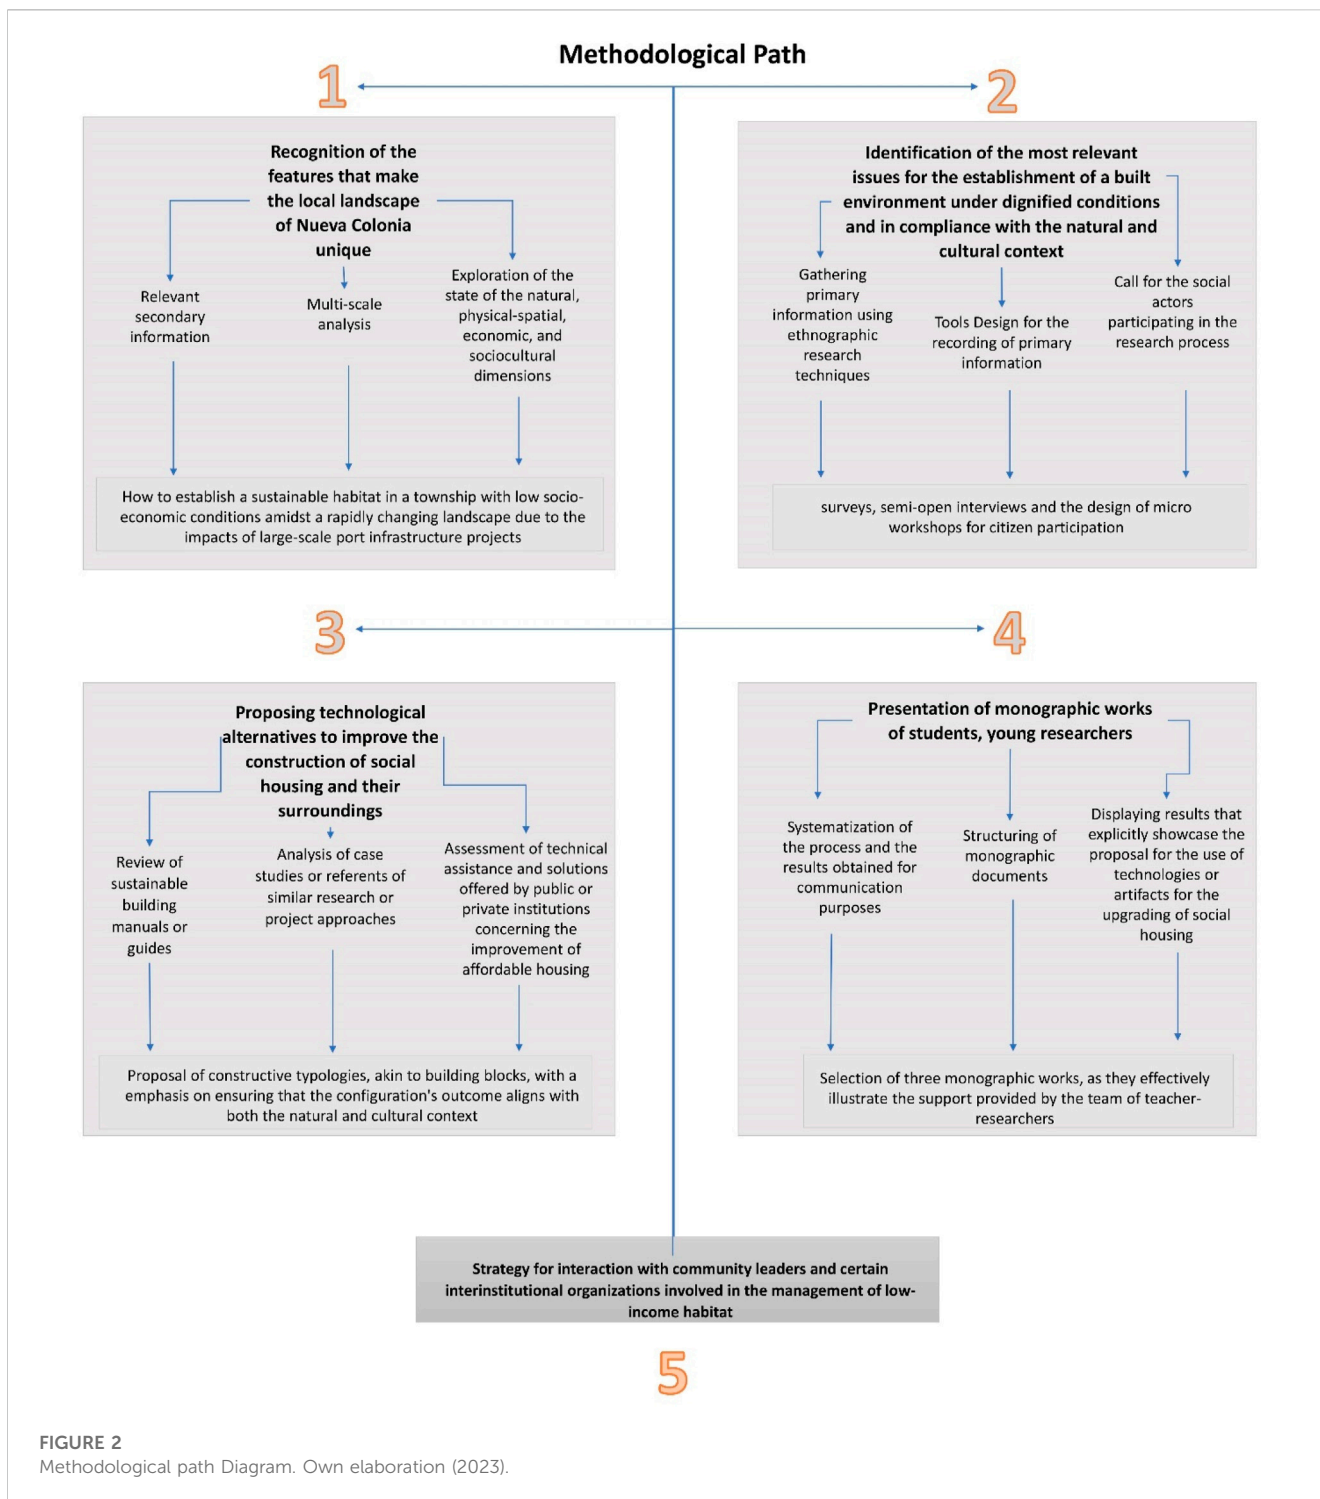 Methodological Path
1
Recognition of the
features that make
the local landscape
of Nueva Colonia
unique
Relevant
secondary
information
Multi-scale
analysis
Exploration of the
state of the natural,
physical-spatial,
economic, and
sociocultural
dimensions
How to establish a sustainable habitat in a township with low socio-
economic conditions amidst a rapidly changing landscape due to the
impacts of large-scale port infrastructure projects
2
Identification of the most relevant
issues for the establishment of a built
environment under dignified conditions
and in compliance with the natural and
cultural context
Gathering
primary
information using
ethnographic
research
techniques
Tools Design for the
recording of primary
information
Call for the social
actors
participating in the
research process
surveys, semi-open interviews and the design of micro
workshops for citizen participation
3
Proposing technological
alternatives to improve the
construction of social
housing and their
surroundings
Review of
sustainable
building
manuals or
guides
Analysis of case
studies or referents of
similar research or
project approaches
Assessment of technical
assistance and solutions
offered by public or
private institutions
concerning the
improvement of
affordable housing
Proposal of constructive typologies, akin to building blocks, with a
emphasis on ensuring that the configuration's outcome aligns with
both the natural and cultural context
4
Presentation of monographic works
of students, young researchers
Systematization of
the process and the
results obtained for
communication
purposes
Structuring of
monographic
documents
Displaying results that
explicitly showcase the
proposal for the use of
technologies or
artifacts for the
upgrading of social
housing
Selection of three monographic works, as they effectively
illustrate the support provided by the team of teacher-
researchers
Strategy for interaction with community leaders and certain
interinstitutional organizations involved in the management of low-
income habitat
5
FIGURE 2
Methodological path Diagram. Own elaboration (2023).